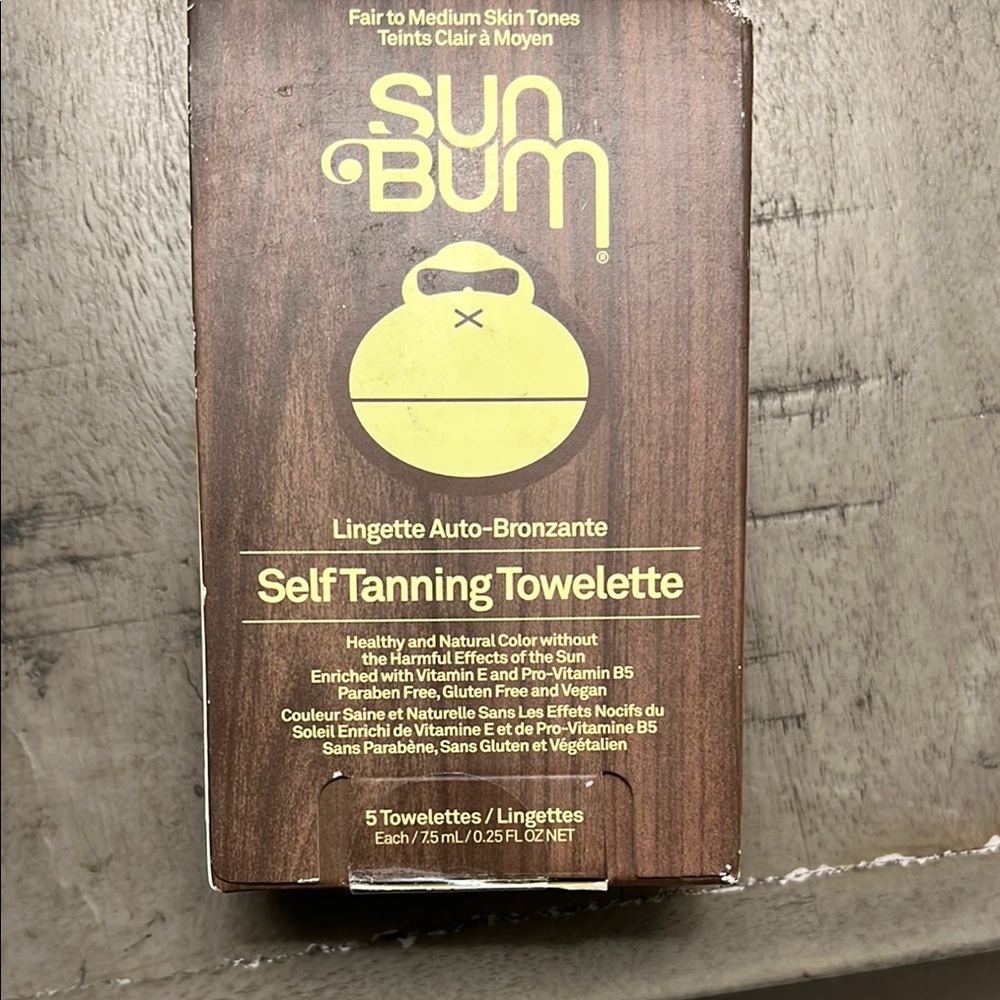 Fair to Medium Skin Tones
Teints Clair à Moyen
SUN
BUM
®
Lingette Auto-Bronzante
Self Tanning Towelette
Healthy and Natural Color without
the Harmful Effects of the Sun
Enriched with Vitamin E and Pro-Vitamin B5
Paraben Free, Gluten Free and Vegan
Couleur Saine et Naturelle Sans Les Effets Nocifs du
Soleil Enrichi de Vitamine E et de Pro-Vitamine B5
Sans Parabène, Sans Gluten et Végétalien
5 Towelettes / Lingettes
Each / 7.5 mL / 0.25 FL OZ NET